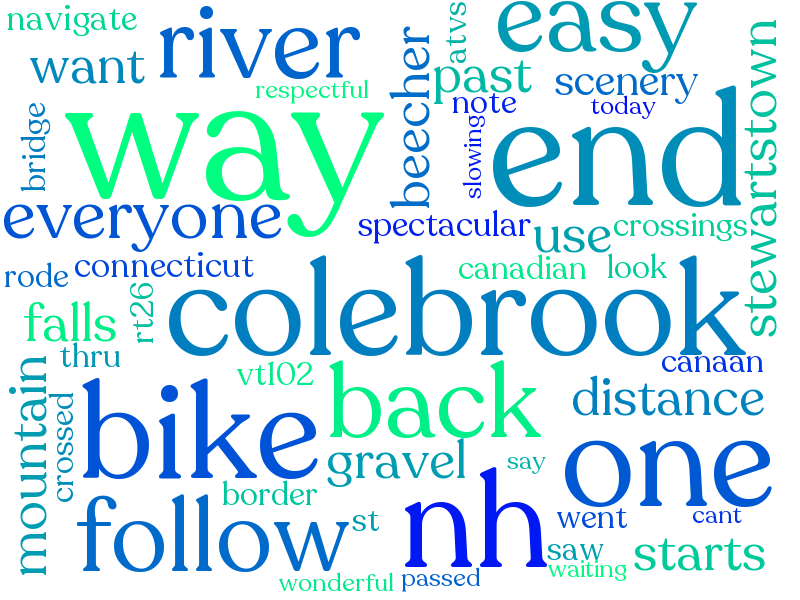 navigate
river
easy
atvs
want
past
scenery
respectful
note
today
way
beecher
slowing
end
stewartstown
bridge
everyone
spectacular
use
crossings
rode
connecticut
canadian
look
rt26
colebrook
falls
thru
vt102
canaan
mountain
crossed
bike
back
distance
gravel
say
one
border
follow
st
nh
went
cant
saw
starts
waiting
wonderful
passed